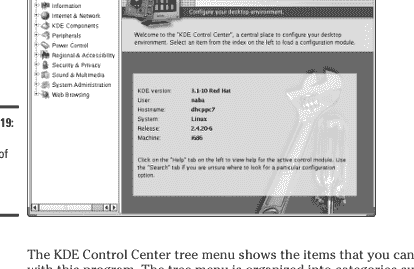 Information
Internet & Network
KDE Components
Peripherals
Power Control
Regional & Accessibility
Security & Privacy
Sound & Multimedia
System Administration
Web Browsing
Configure your desktop environment.
Welcome to the "KDE Control Center", a central place to configure your desktop
environment. Select an item from the index on the left to load a configuration module.
KDE version: 3.1-10 Red Hat
User: naba
Hostname: dhcppc7
System: Linux
Release: 2.4.20-6
Machine: i686
Click on the "Help" tab on the left to view help for the active control module. Use
the "Search" tab if you are unsure where to look for a particular configuration
option.
19:
of
The KDE Control Center tree menu shows the items that you can
with this program. The tree menu is organized into categories